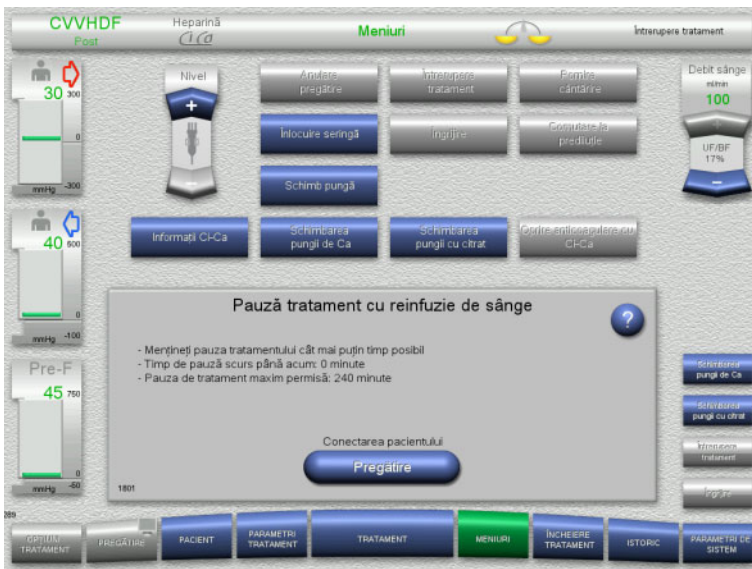 CVVHDF
Post
Heparină
CiCa
Meniuri
Întrerupere tratament
30
300
0
mmHg
-300
Nivel
+
−
Anulare
pregătire
Întrerupere
tratament
Pornire
cântărire
Înlocuire seringă
Îngrijire
Comutare la
prediluție
Schimb pungă
Debit sânge
ml/min
100
+
UF/BF
17%
−
40
500
0
mmHg
-100
Informații Ci-Ca
Schimbarea
pungii de Ca
Schimbarea
pungii cu citrat
Oprire anticoagulare cu
Ci-Ca
Pauză tratament cu reinfuzie de sânge
?
- Mențineți pauza tratamentului cât mai puțin timp posibil
- Timp de pauză scurs până acum: 0 minute
- Pauza de tratament maxim permisă: 240 minute
Conectarea pacientului
Pregătire
1801
Pre-F
45
750
0
mmHg
-50
Schimbarea
pungii de Ca
Schimbarea
pungii cu citrat
Întrerupere
tratament
Îngrijire
289
OPȚIUNI
TRATAMENT
PREGĂTIRE
PACIENT
PARAMETRI
TRATAMENT
TRATAMENT
MENIURI
ÎNCHEIERE
TRATAMENT
ISTORIC
PARAMETRI DE
SISTEM